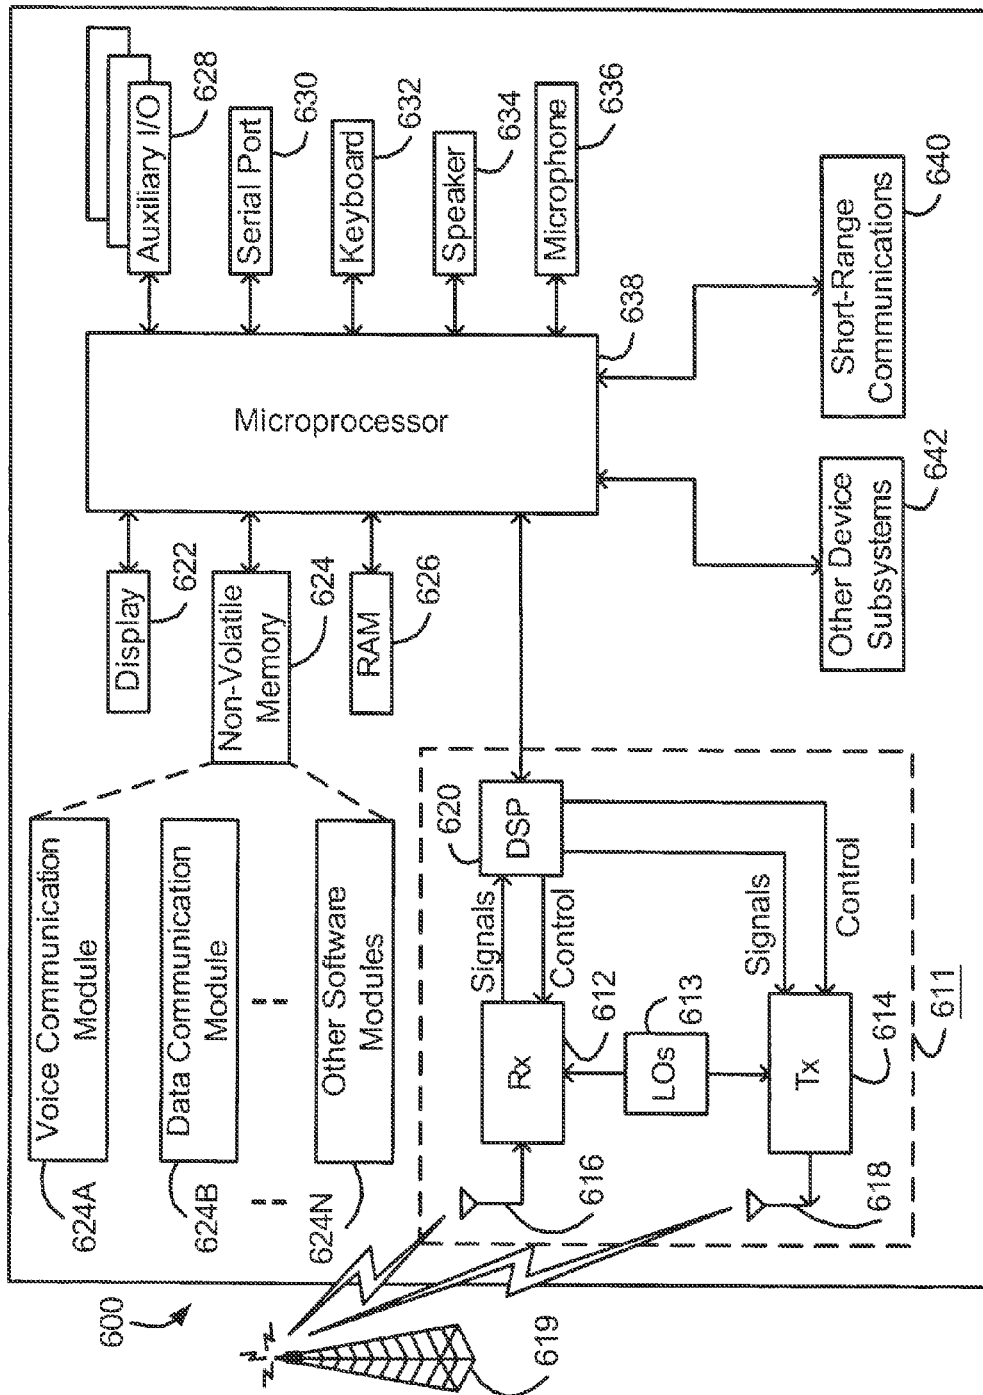 600
619
624A
Voice Communication
Module
624B
Data Communication
Module
624N
Other Software
Modules
Display
622
Non-Volatile
Memory
624
RAM
626
Microprocessor
638
Auxiliary I/O
628
Serial Port
630
Keyboard
632
Speaker
634
Microphone
636
Short-Range
Communications
640
Other Device
Subsystems
642
616
Rx
612
Signals
Control
620
DSP
LOs
613
618
Tx
614
Signals
Control
611